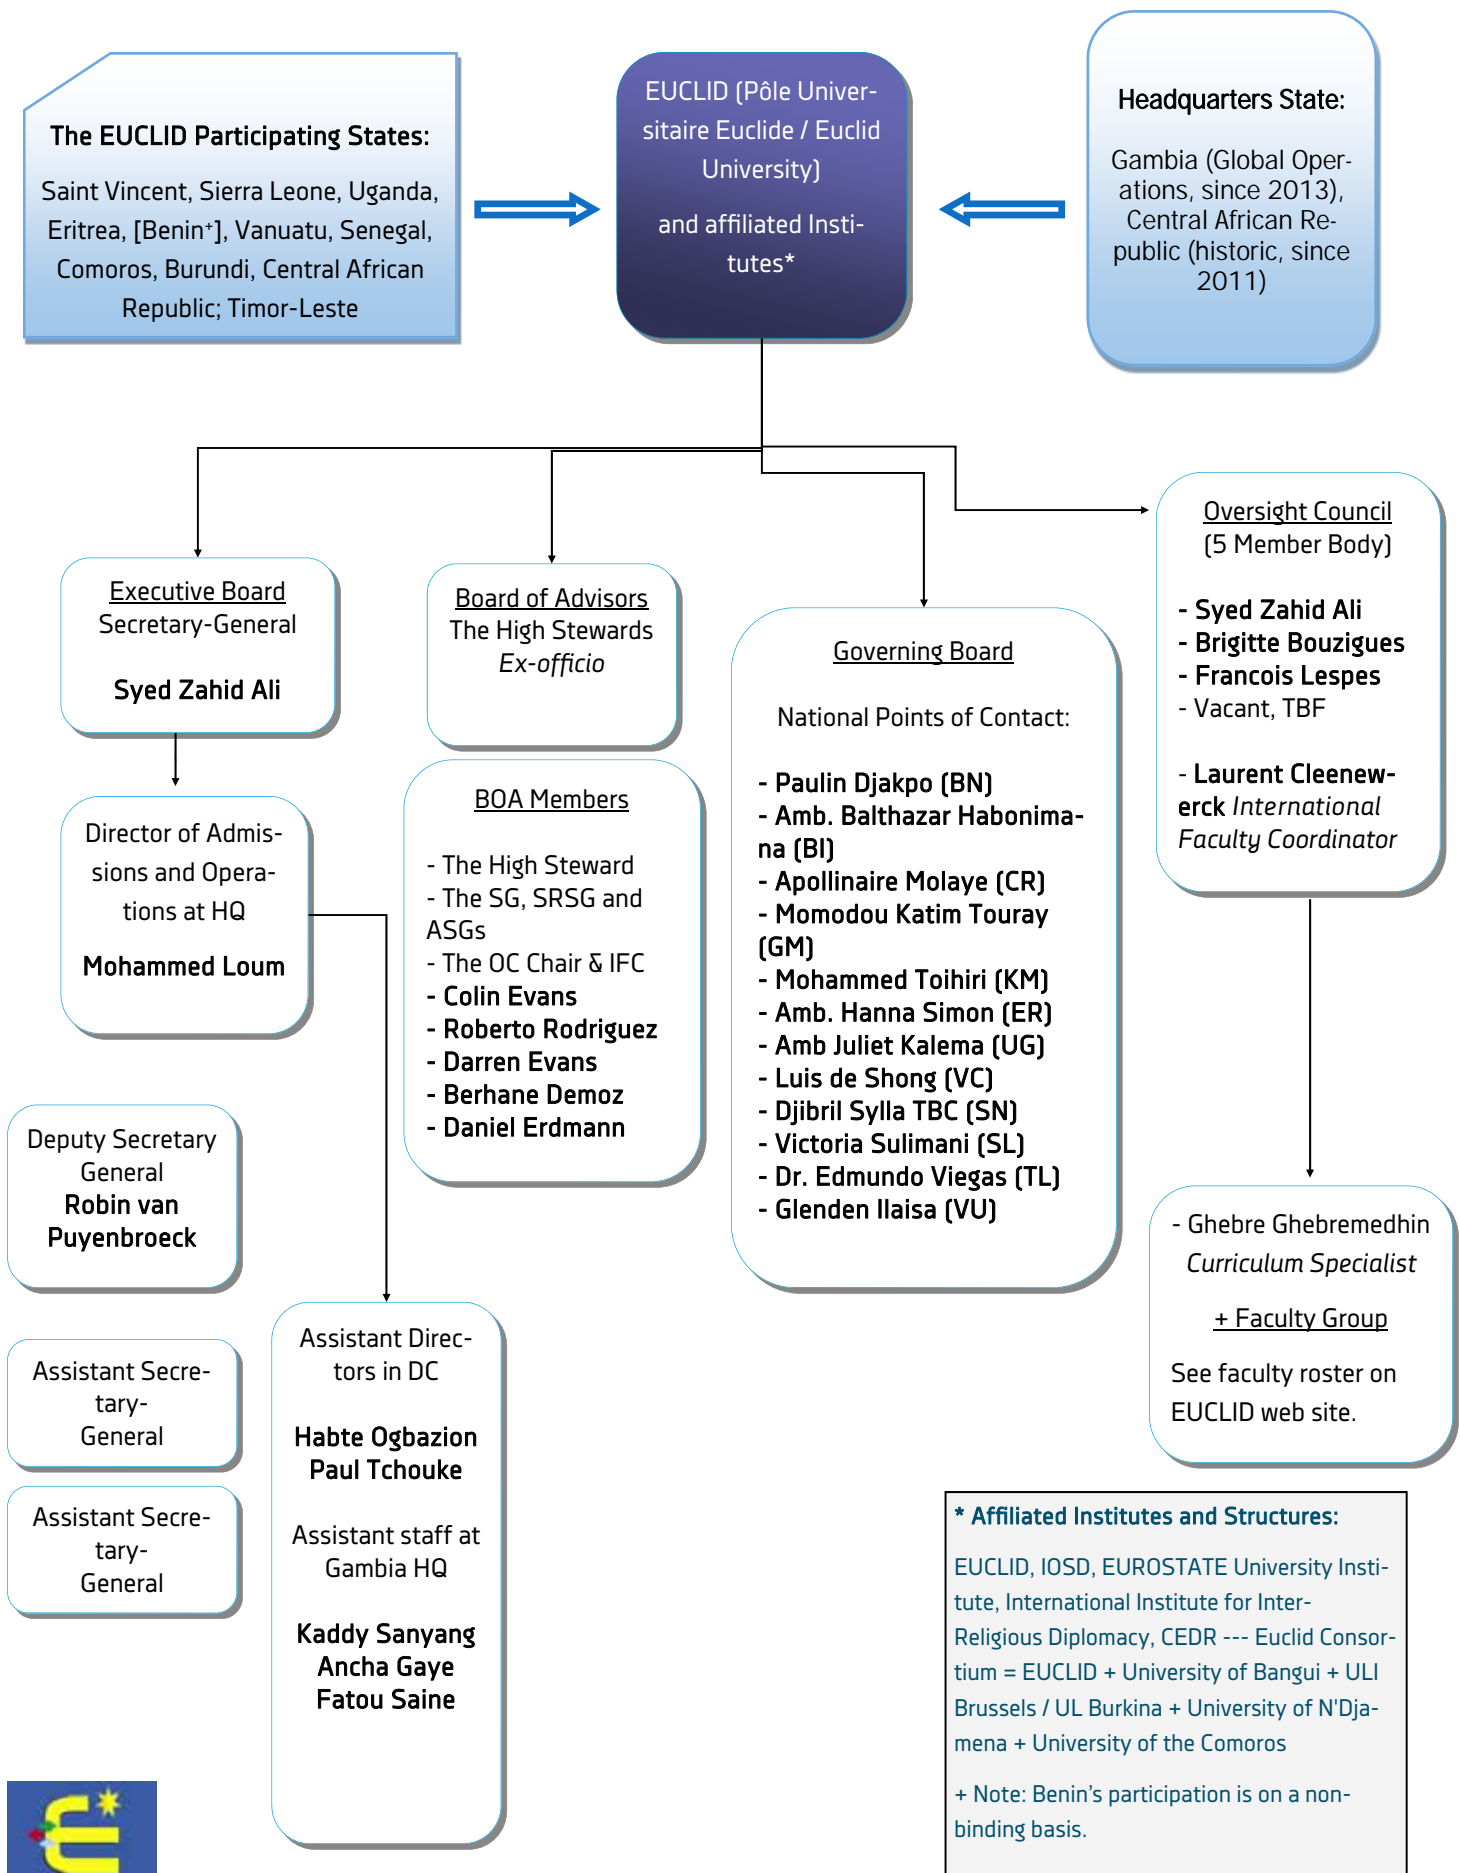 The EUCLID Participating States:
Saint Vincent, Sierra Leone, Uganda,
Eritrea, [Benin⁺], Vanuatu, Senegal,
Comoros, Burundi, Central African
Republic; Timor-Leste
EUCLID (Pôle Univer-
sitaire Euclide / Euclid
University)
and affiliated Insti-
tutes*
Headquarters State:
Gambia (Global Oper-
ations, since 2013),
Central African Re-
public (historic, since
2011)
Executive Board
Secretary-General
Syed Zahid Ali
Director of Admis-
sions and Opera-
tions at HQ
Mohammed Loum
Deputy Secretary
General
Robin van
Puyenbroeck
Assistant Secre-
tary-
General
Assistant Secre-
tary-
General
Assistant Direc-
tors in DC
Habte Ogbazion
Paul Tchouke
Assistant staff at
Gambia HQ
Kaddy Sanyang
Ancha Gaye
Fatou Saine
Board of Advisors
The High Stewards
Ex-officio
BOA Members
- The High Steward
- The SG, SRSG and
ASGs
- The OC Chair & IFC
- Colin Evans
- Roberto Rodriguez
- Darren Evans
- Berhane Demoz
- Daniel Erdmann
Governing Board
National Points of Contact:
- Paulin Djakpo (BN)
- Amb. Balthazar Habonima-
na (BI)
- Apollinaire Molaye (CR)
- Momodou Katim Touray
(GM)
- Mohammed Toihiri (KM)
- Amb. Hanna Simon (ER)
- Amb Juliet Kalema (UG)
- Luis de Shong (VC)
- Djibril Sylla TBC (SN)
- Victoria Sulimani (SL)
- Dr. Edmundo Viegas (TL)
- Glenden Ilaisa (VU)
Oversight Council
(5 Member Body)
- Syed Zahid Ali
- Brigitte Bouzigues
- Francois Lespes
- Vacant, TBF
- Laurent Cleenew-
erck International
Faculty Coordinator
- Ghebre Ghebremedhin
Curriculum Specialist
+ Faculty Group
See faculty roster on
EUCLID web site.
* Affiliated Institutes and Structures:
EUCLID, IOSD, EUROSTATE University Insti-
tute, International Institute for Inter-
Religious Diplomacy, CEDR --- Euclid Consor-
tium = EUCLID + University of Bangui + ULI
Brussels / UL Burkina + University of N'Dja-
mena + University of the Comoros
+ Note: Benin's participation is on a non-
binding basis.